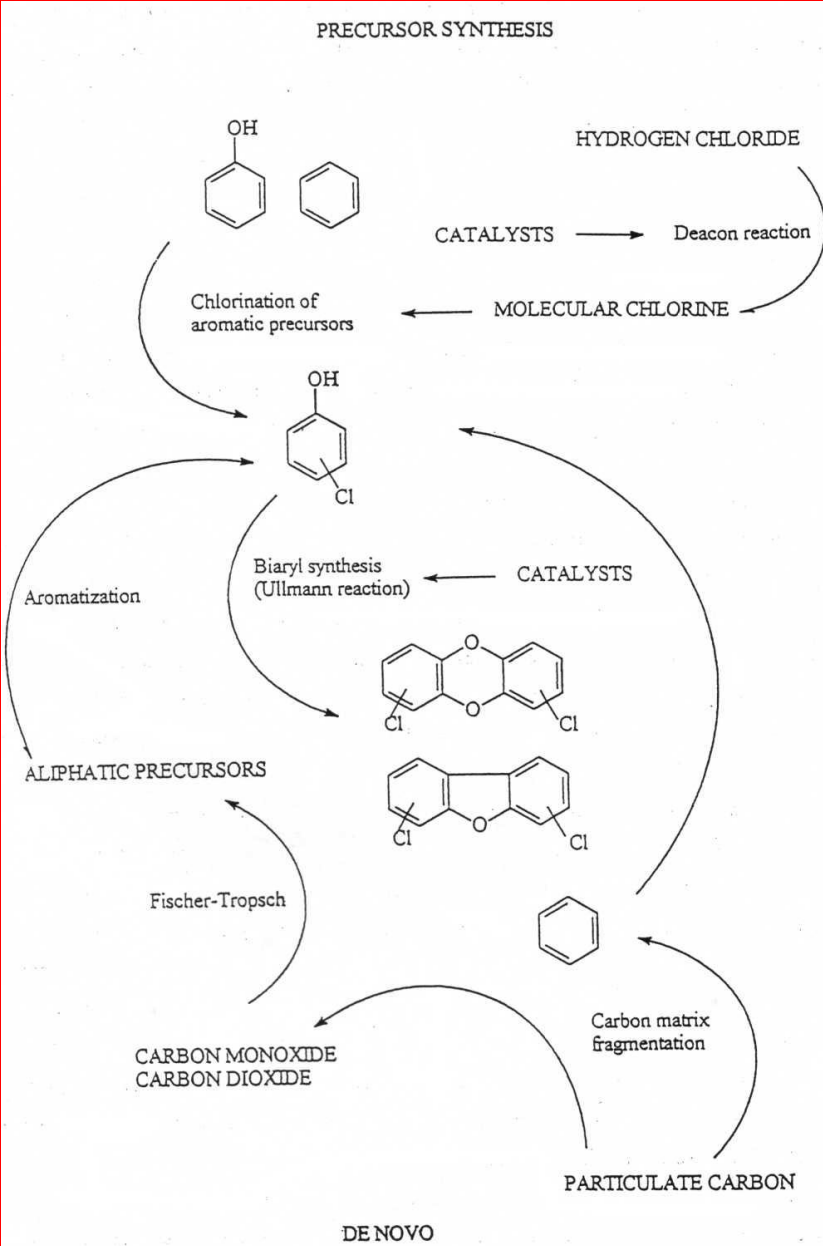 PRECURSOR SYNTHESIS
OH
HYDROGEN CHLORIDE
CATALYSTS
Deacon reaction
Chlorination of
aromatic precursors
MOLECULAR CHLORINE
OH
Cl
Biaryl synthesis
(Ullmann reaction)
CATALYSTS
Aromatization
O
O
Cl
Cl
ALIPHATIC PRECURSORS
O
Cl
Cl
Fischer-Tropsch
Carbon matrix
fragmentation
CARBON MONOXIDE
CARBON DIOXIDE
PARTICULATE CARBON
DE NOVO